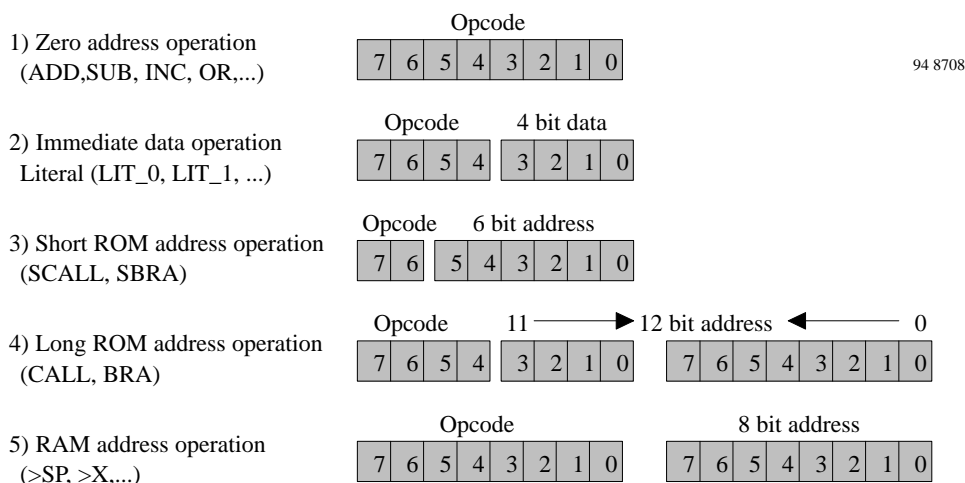 Opcode
1) Zero address operation
(ADD,SUB, INC, OR,...)
7 6 5 4 3 2 1 0
94 8708
Opcode 4 bit data
2) Immediate data operation
Literal (LIT_0, LIT_1, ...)
7 6 5 4 3 2 1 0
Opcode 6 bit address
3) Short ROM address operation
(SCALL, SBRA)
7 6 5 4 3 2 1 0
Opcode 11 12 bit address 0
4) Long ROM address operation
(CALL, BRA)
7 6 5 4 3 2 1 0 7 6 5 4 3 2 1 0
Opcode 8 bit address
5) RAM address operation
(>SP, >X,...)
7 6 5 4 3 2 1 0 7 6 5 4 3 2 1 0